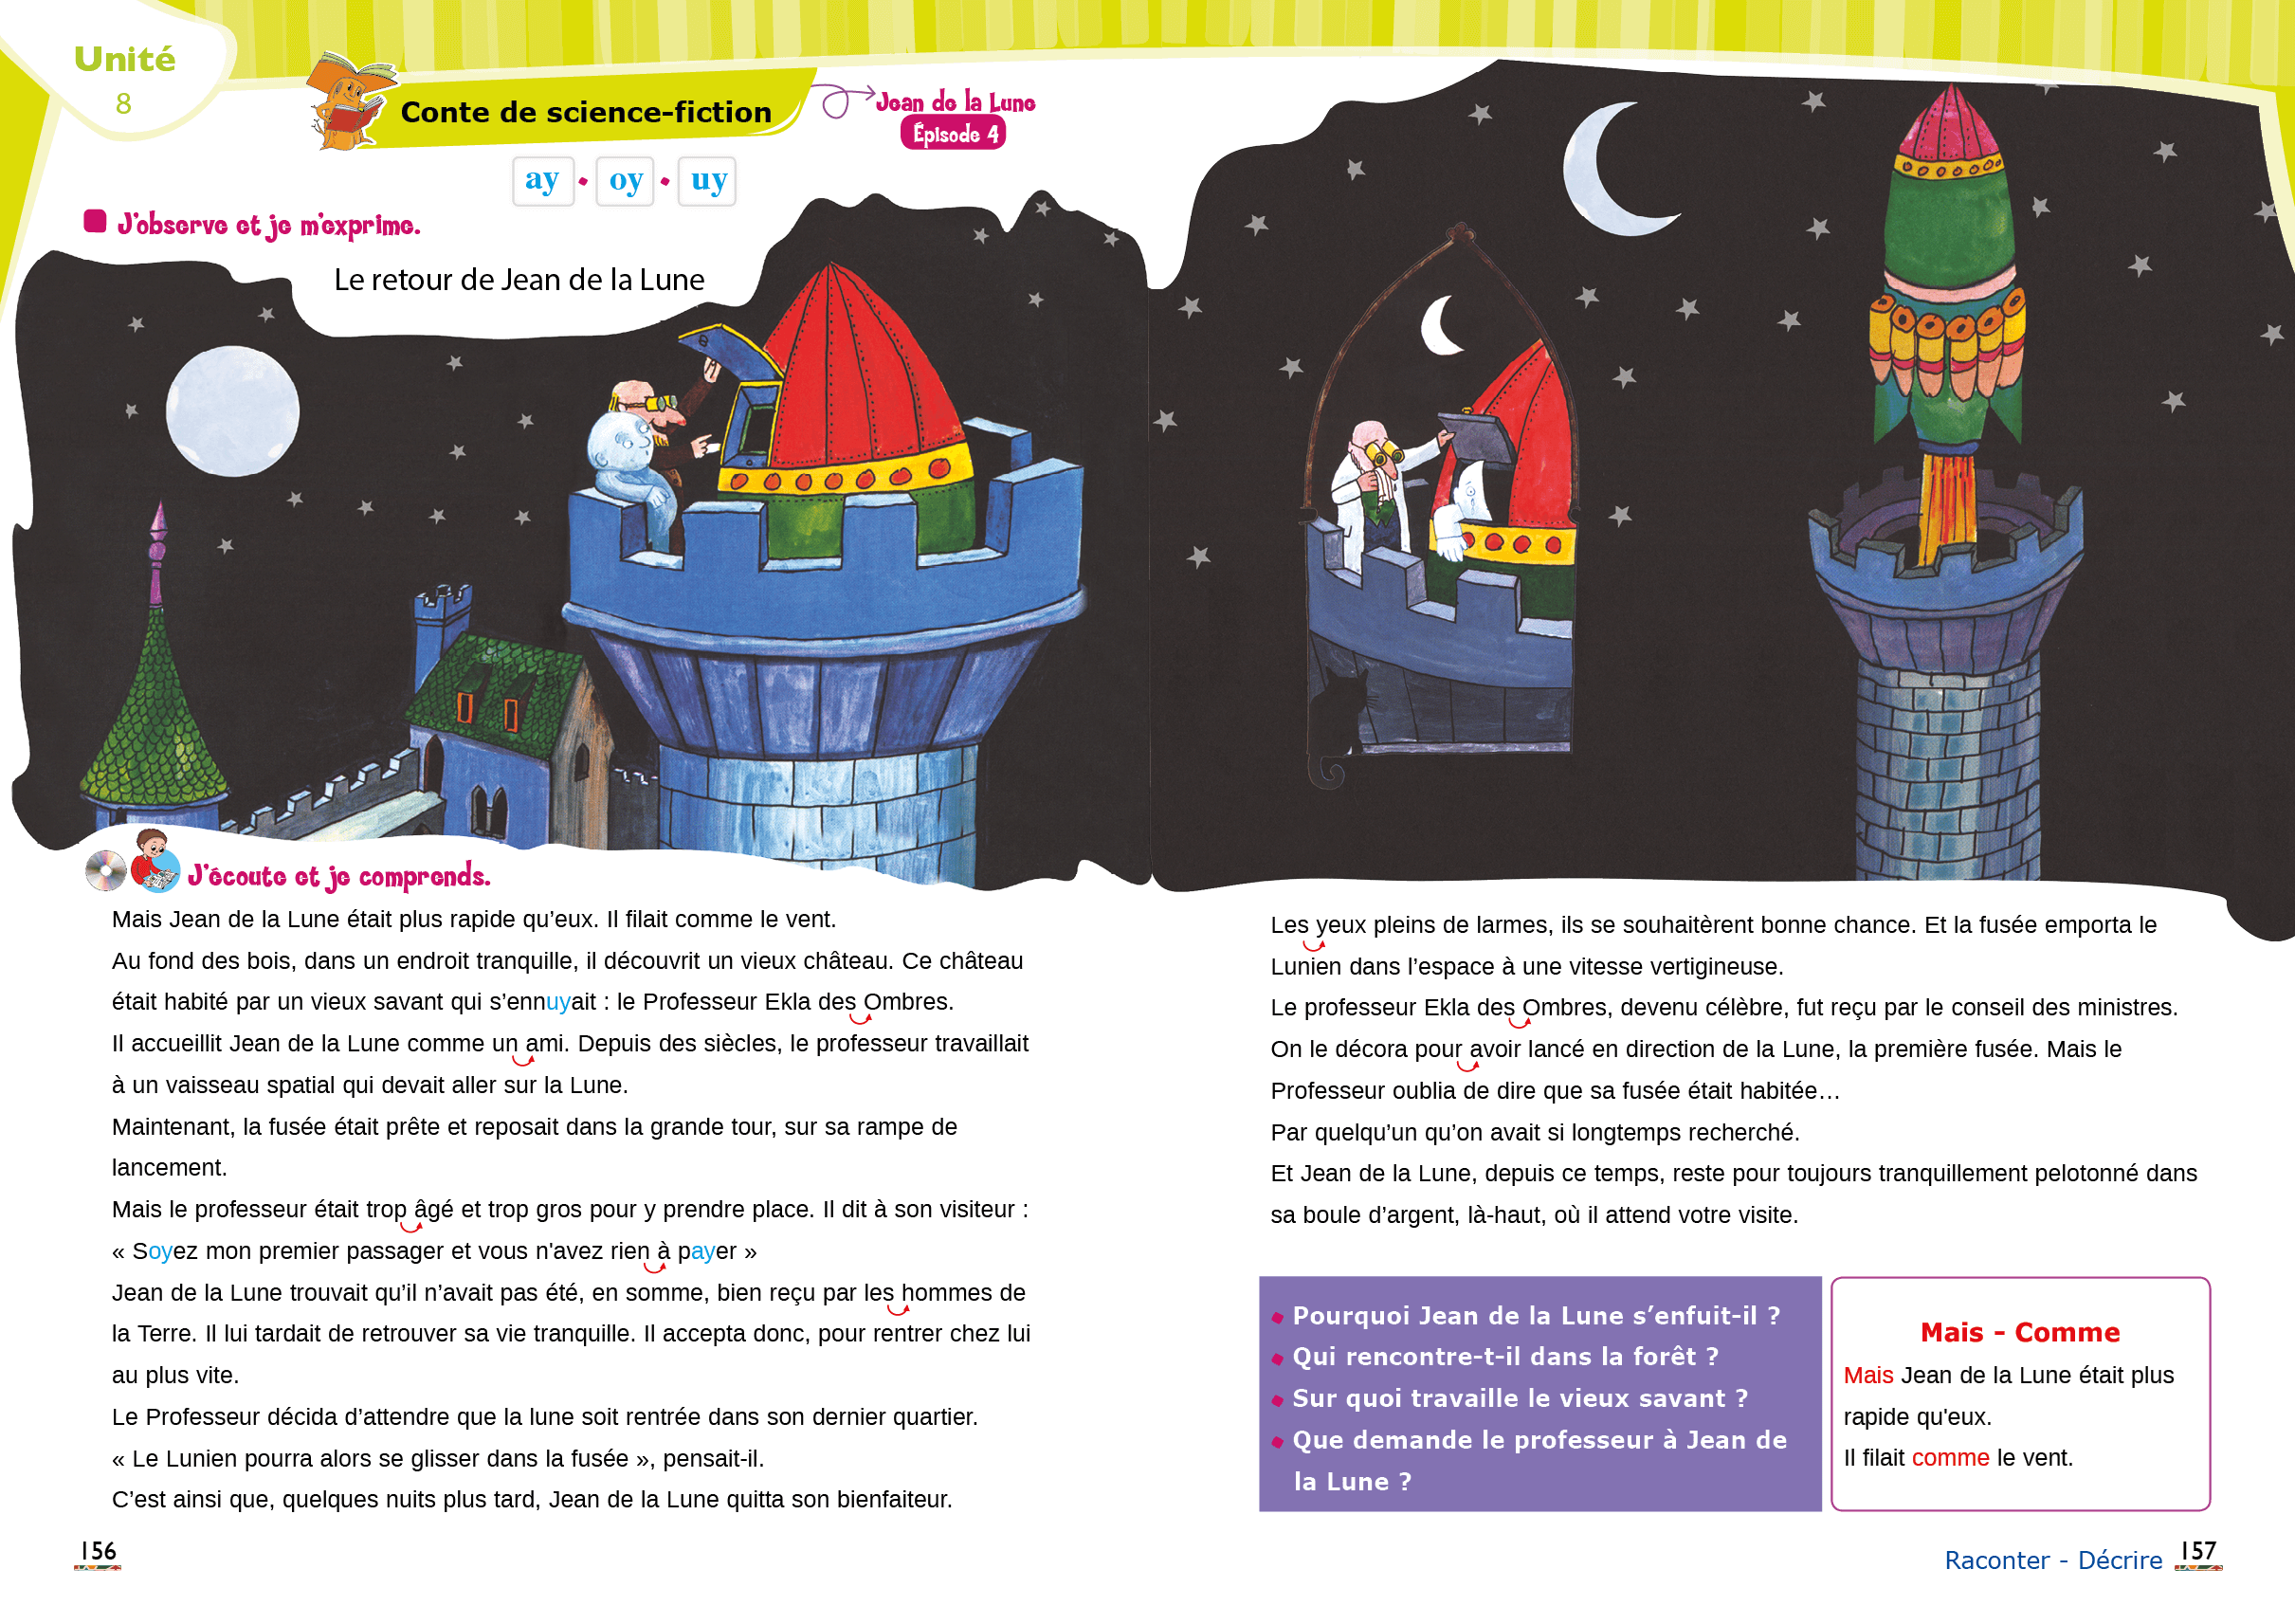 Unité
8
Conte de science-fiction
Jean de la Lune
Épisode 4
ay • oy • uy
J'observe et je m'exprime.
Le retour de Jean de la Lune
J'écoute et je comprends.
Mais Jean de la Lune était plus rapide qu’eux. Il filait comme le vent.
Au fond des bois, dans un endroit tranquille, il découvrit un vieux château. Ce château
était habité par un vieux savant qui s’ennuyait : le Professeur Ekla des Ombres.
Il accueillit Jean de la Lune comme un ami. Depuis des siècles, le professeur travaillait
à un vaisseau spatial qui devait aller sur la Lune.
Maintenant, la fusée était prête et reposait dans la grande tour, sur sa rampe de
lancement.
Mais le professeur était trop âgé et trop gros pour y prendre place. Il dit à son visiteur :
« Soyez mon premier passager et vous n'avez rien à payer »
Jean de la Lune trouvait qu’il n’avait pas été, en somme, bien reçu par les hommes de
la Terre. Il lui tardait de retrouver sa vie tranquille. Il accepta donc, pour rentrer chez lui
au plus vite.
Le Professeur décida d’attendre que la lune soit rentrée dans son dernier quartier.
« Le Lunien pourra alors se glisser dans la fusée », pensait-il.
C’est ainsi que, quelques nuits plus tard, Jean de la Lune quitta son bienfaiteur.
156
Les yeux pleins de larmes, ils se souhaitèrent bonne chance. Et la fusée emporta le
Lunien dans l’espace à une vitesse vertigineuse.
Le professeur Ekla des Ombres, devenu célèbre, fut reçu par le conseil des ministres.
On le décora pour avoir lancé en direction de la Lune, la première fusée. Mais le
Professeur oublia de dire que sa fusée était habitée…
Par quelqu’un qu’on avait si longtemps recherché.
Et Jean de la Lune, depuis ce temps, reste pour toujours tranquillement pelotonné dans
sa boule d’argent, là-haut, où il attend votre visite.
• Pourquoi Jean de la Lune s’enfuit-il ?
• Qui rencontre-t-il dans la forêt ?
• Sur quoi travaille le vieux savant ?
• Que demande le professeur à Jean de
la Lune ?
Mais - Comme
Mais Jean de la Lune était plus
rapide qu'eux.
Il filait comme le vent.
Raconter - Décrire 157